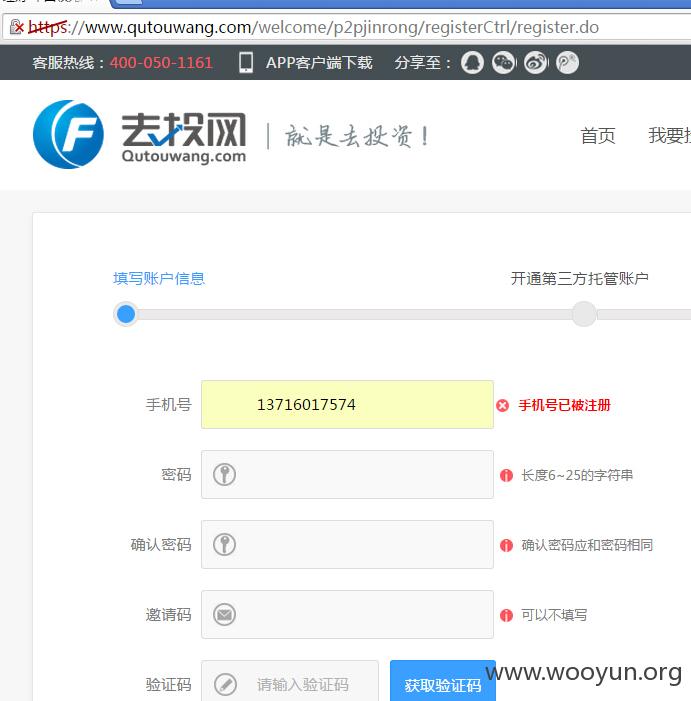 https://www.qutouwang.com/welcome/p2pjinrong/registerCtrl/register.do
客服热线：400-050-1161 APP客户端下载 分享至：
去投网 Qutouwang.com | 就是去投资！
首页 我要
填写账户信息 开通第三方托管账户
手机号 13716017574 手机号已被注册
密码 长度6~25的字符串
确认密码 确认密码应和密码相同
邀请码 可以不填写
验证码 请输入验证码 获取验证码
www.wooyun.org